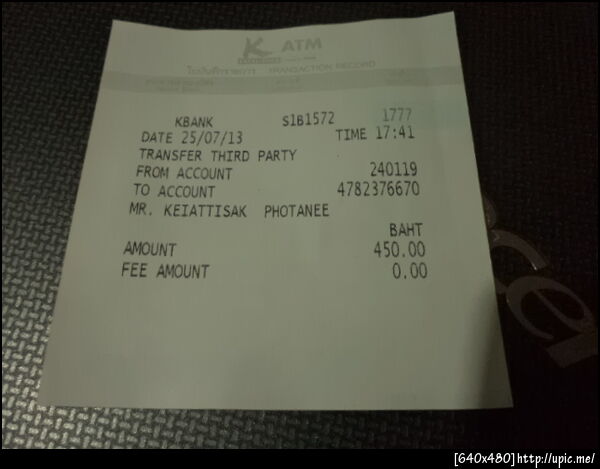 K ATM
TRANSACTION RECORD
KBANK S1B1572 1777
DATE 25/07/13 TIME 17:41
TRANSFER THIRD PARTY
FROM ACCOUNT 240119
TO ACCOUNT 4782376670
MR. KEIATTISAK PHOTANEE
BAHT
AMOUNT 450.00
FEE AMOUNT 0.00
[640x480]http://upic.me/